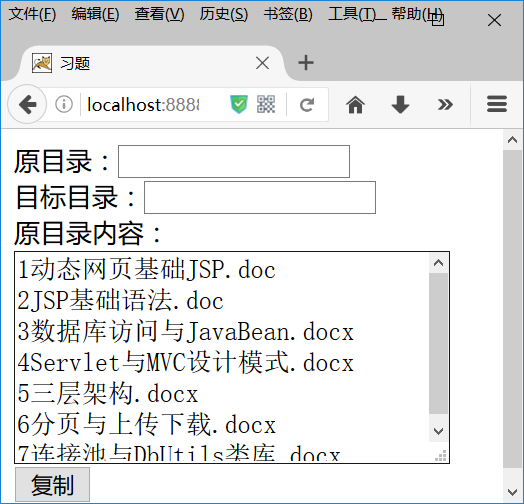 文件(F) 编辑(E) 查看(V) 历史(S) 书签(B) 工具(T) 帮助(H)
习题
localhost:8888
原目录：
目标目录：
原目录内容：
1动态网页基础JSP.doc
2JSP基础语法.doc
3数据库访问与JavaBean.docx
4Servlet与MVC设计模式.docx
5三层架构.docx
6分页与上传下载.docx
7连接池与DbUtils类库.docx
复制